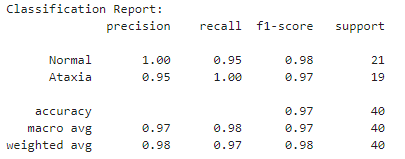 Classification Report:
precision recall f1-score support
Normal 1.00 0.95 0.98 21
Ataxia 0.95 1.00 0.97 19
accuracy 0.97 40
macro avg 0.97 0.98 0.97 40
weighted avg 0.98 0.97 0.98 40